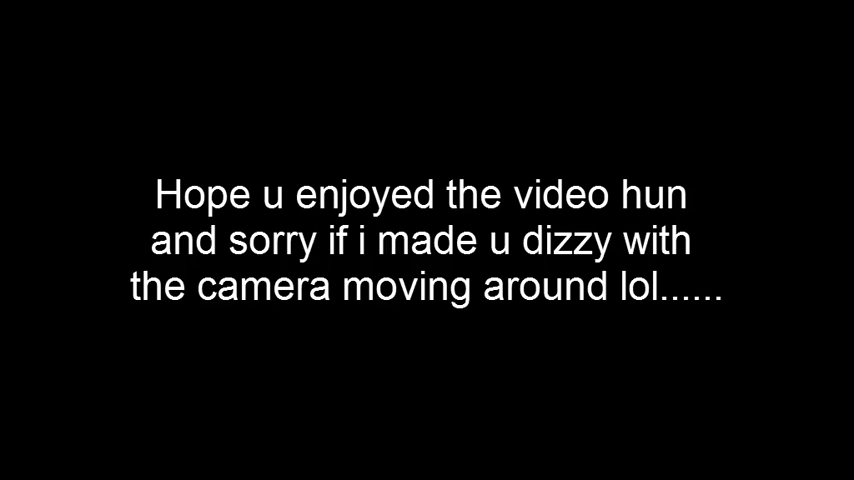 Hope u enjoyed the video hun
and sorry if i made u dizzy with
the camera moving around lol......